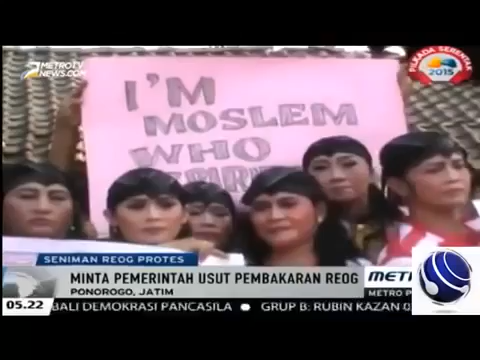 METROTV
NEWS.COM
PILKADA SERENTAK
2015
I'M
MOSLEM
WHO
SENIMAN REOG PROTES
MINTA PEMERINTAH USUT PEMBAKARAN REOG
PONOROGO, JATIM
METRO P
05.22
BALI DEMOKRASI PANCASILA
GRUP B: RUBIN KAZAN 0